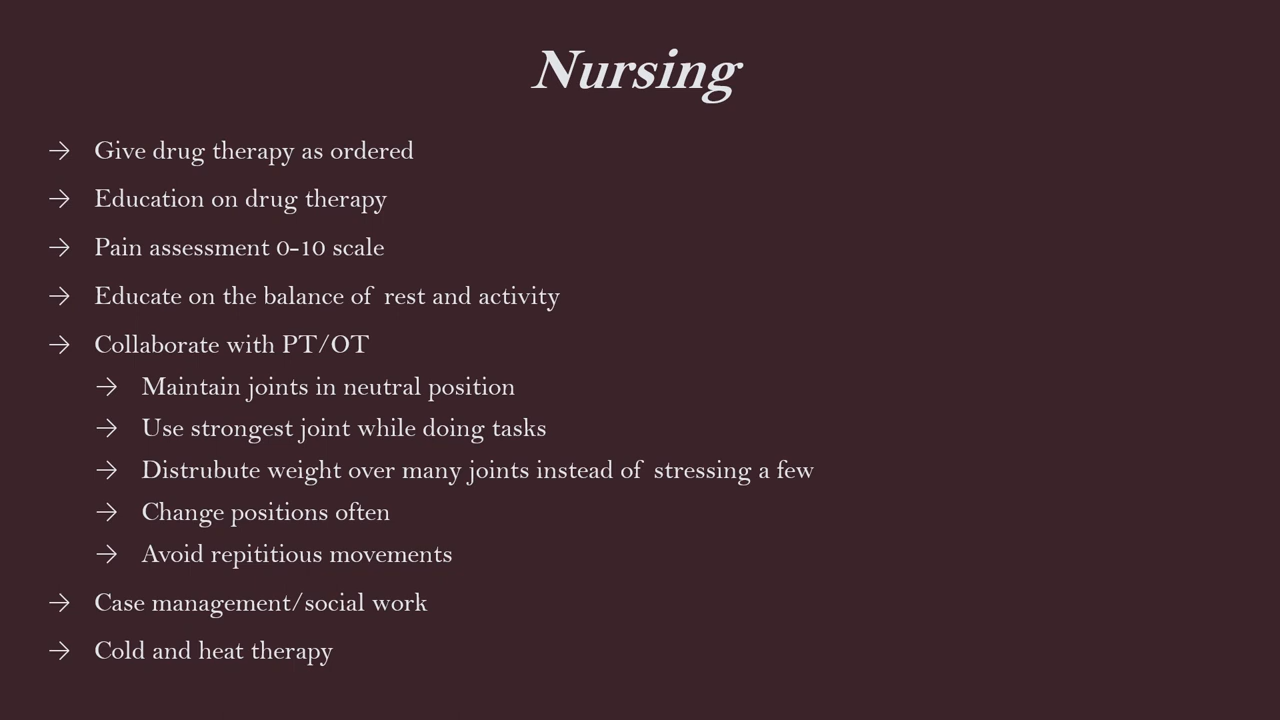 Nursing
→ Give drug therapy as ordered
→ Education on drug therapy
→ Pain assessment 0-10 scale
→ Educate on the balance of rest and activity
→ Collaborate with PT/OT
→ Maintain joints in neutral position
→ Use strongest joint while doing tasks
→ Distrubute weight over many joints instead of stressing a few
→ Change positions often
→ Avoid repititious movements
→ Case management/social work
→ Cold and heat therapy